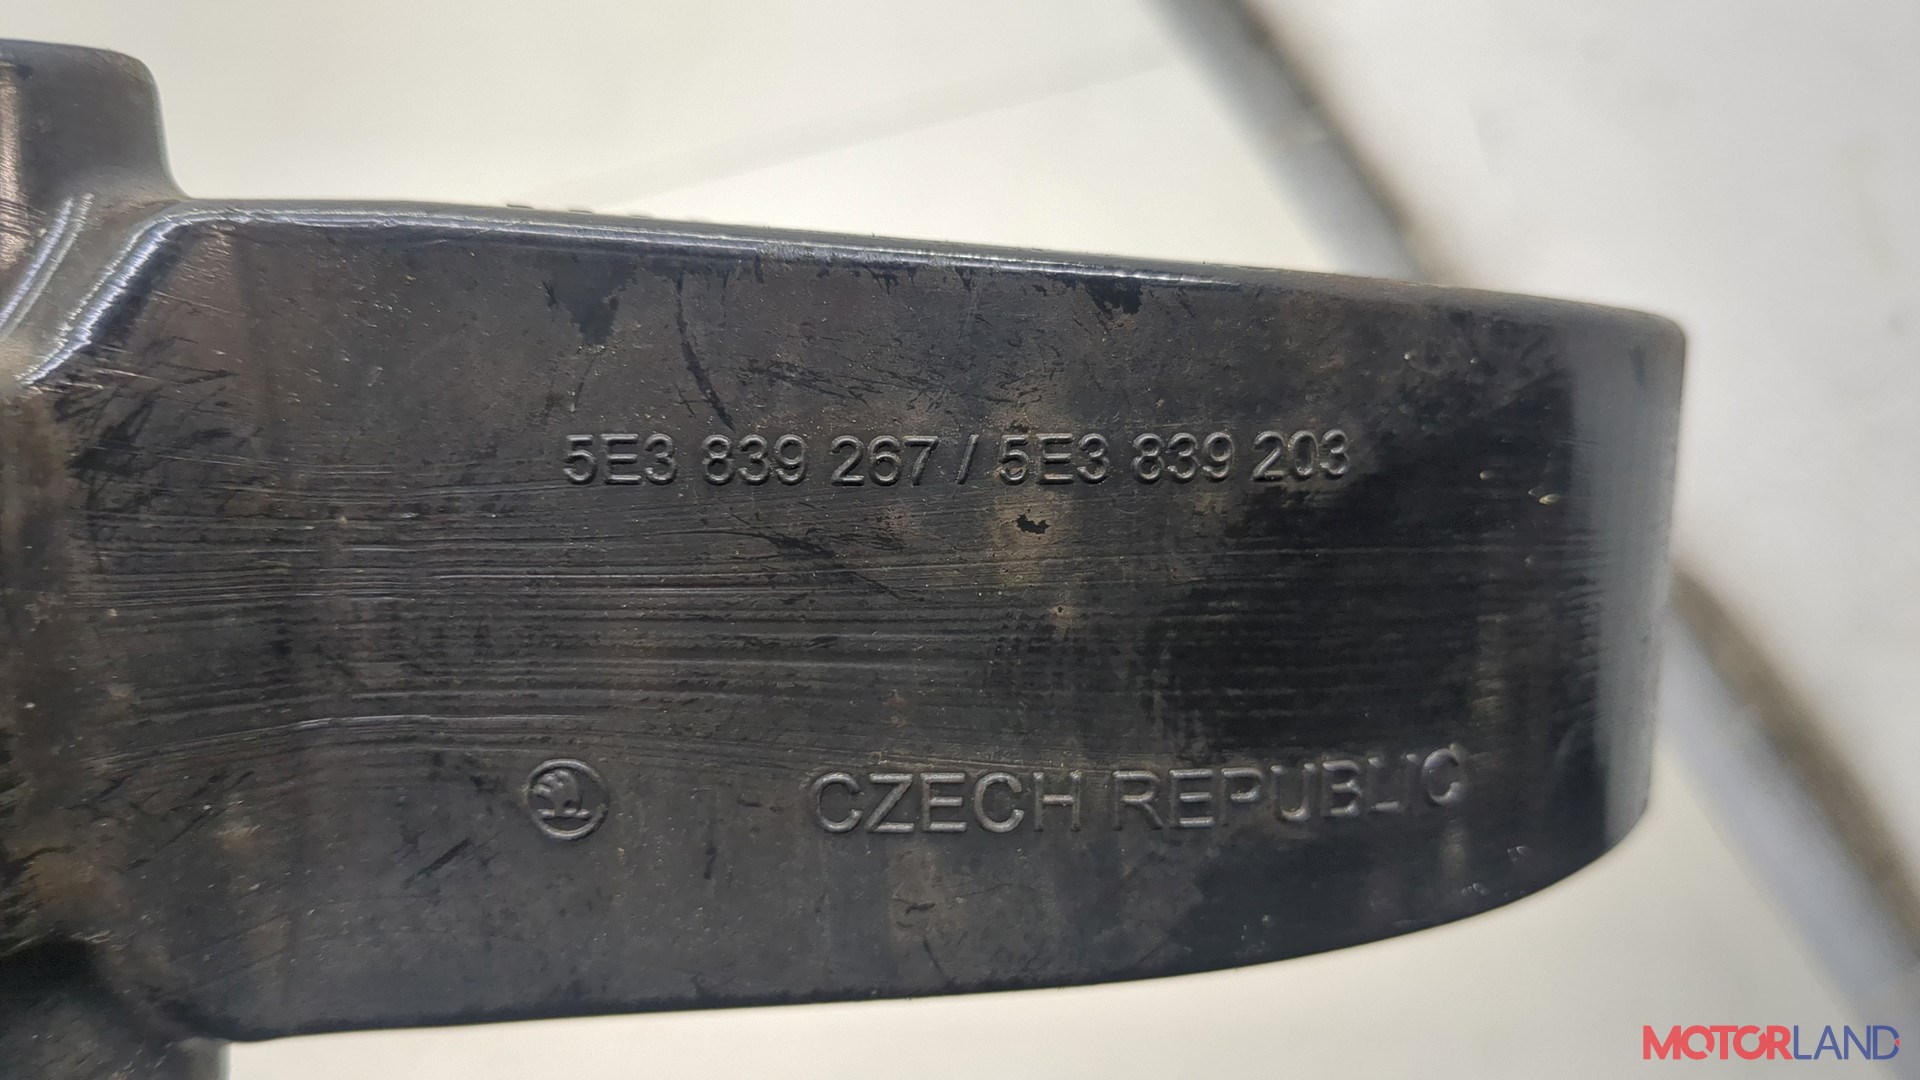 5E3 839 267 / 5E3 839 203
CZECH REPUBLIC
MOTORLAND